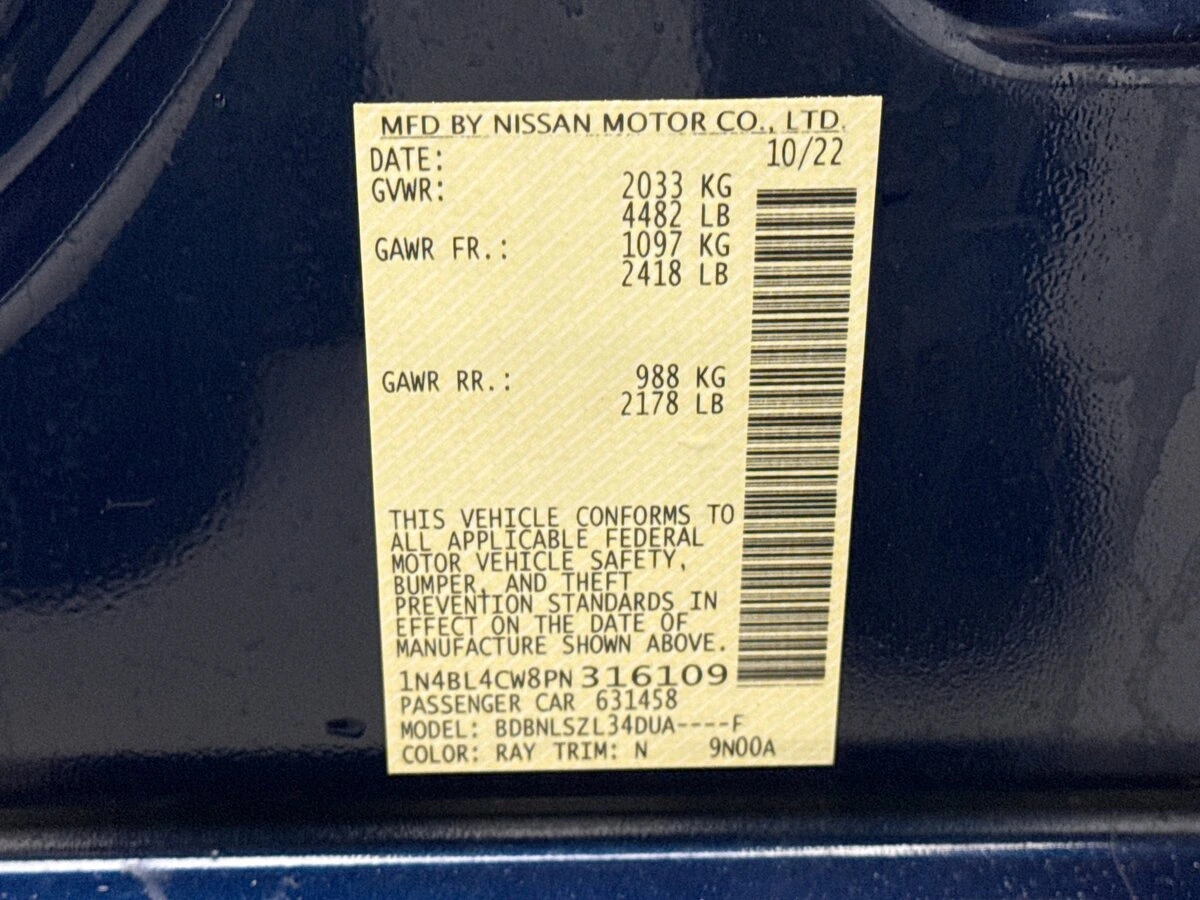 MFD BY NISSAN MOTOR CO., LTD.
DATE: 10/22
GVWR: 2033 KG
4482 LB
GAWR FR.: 1097 KG
2418 LB
GAWR RR.: 988 KG
2178 LB
THIS VEHICLE CONFORMS TO
ALL APPLICABLE FEDERAL
MOTOR VEHICLE SAFETY,
BUMPER, AND THEFT
PREVENTION STANDARDS IN
EFFECT ON THE DATE OF
MANUFACTURE SHOWN ABOVE.
1N4BL4CW8PN316109
PASSENGER CAR 631458
MODEL: BDBNLSZL34DUA----F
COLOR: RAY TRIM: N 9N00A